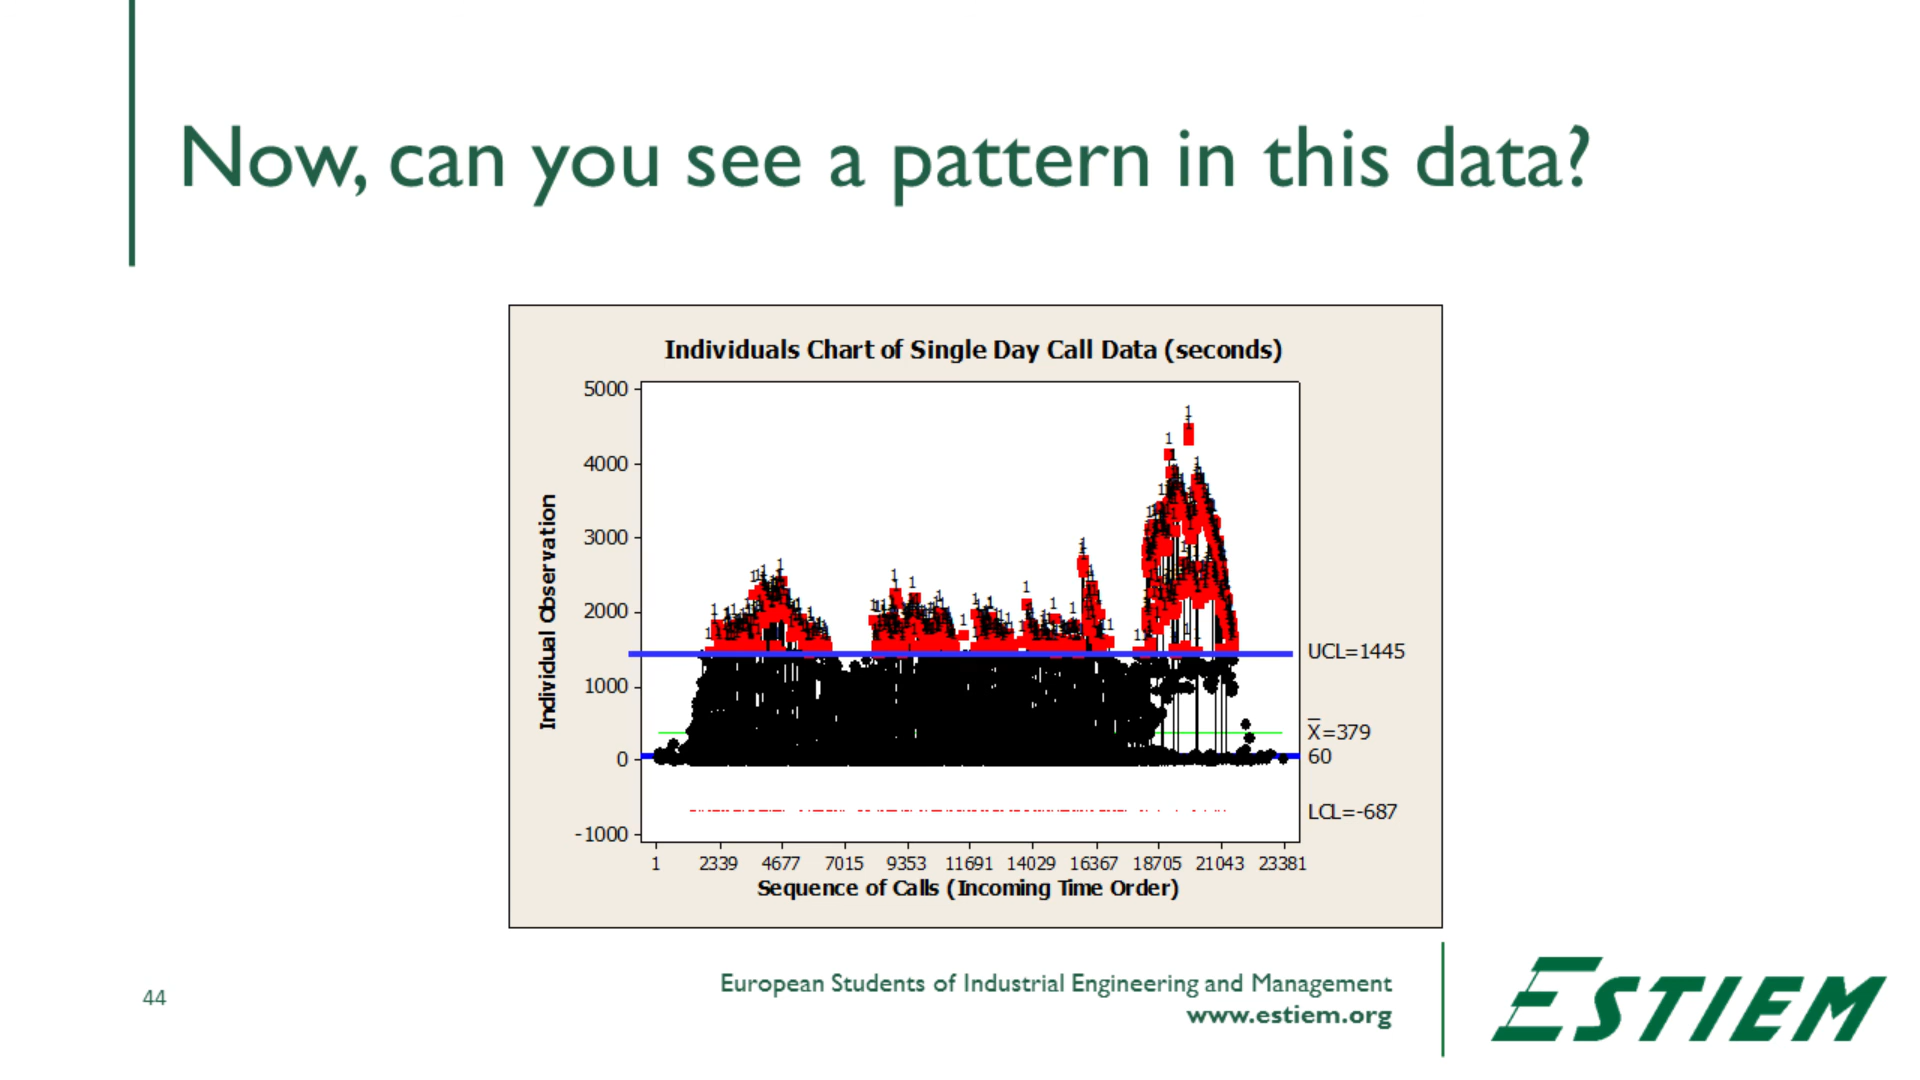 Now, can you see a pattern in this data?
Individuals Chart of Single Day Call Data (seconds)
Individual Observation
5000
4000
3000
2000
1000
0
-1000
UCL=1445
X̅=379
60
LCL=-687
1 2339 4677 7015 9353 11691 14029 16367 18705 21043 23381
Sequence of Calls (Incoming Time Order)
44
European Students of Industrial Engineering and Management
www.estiem.org
ESTIEM